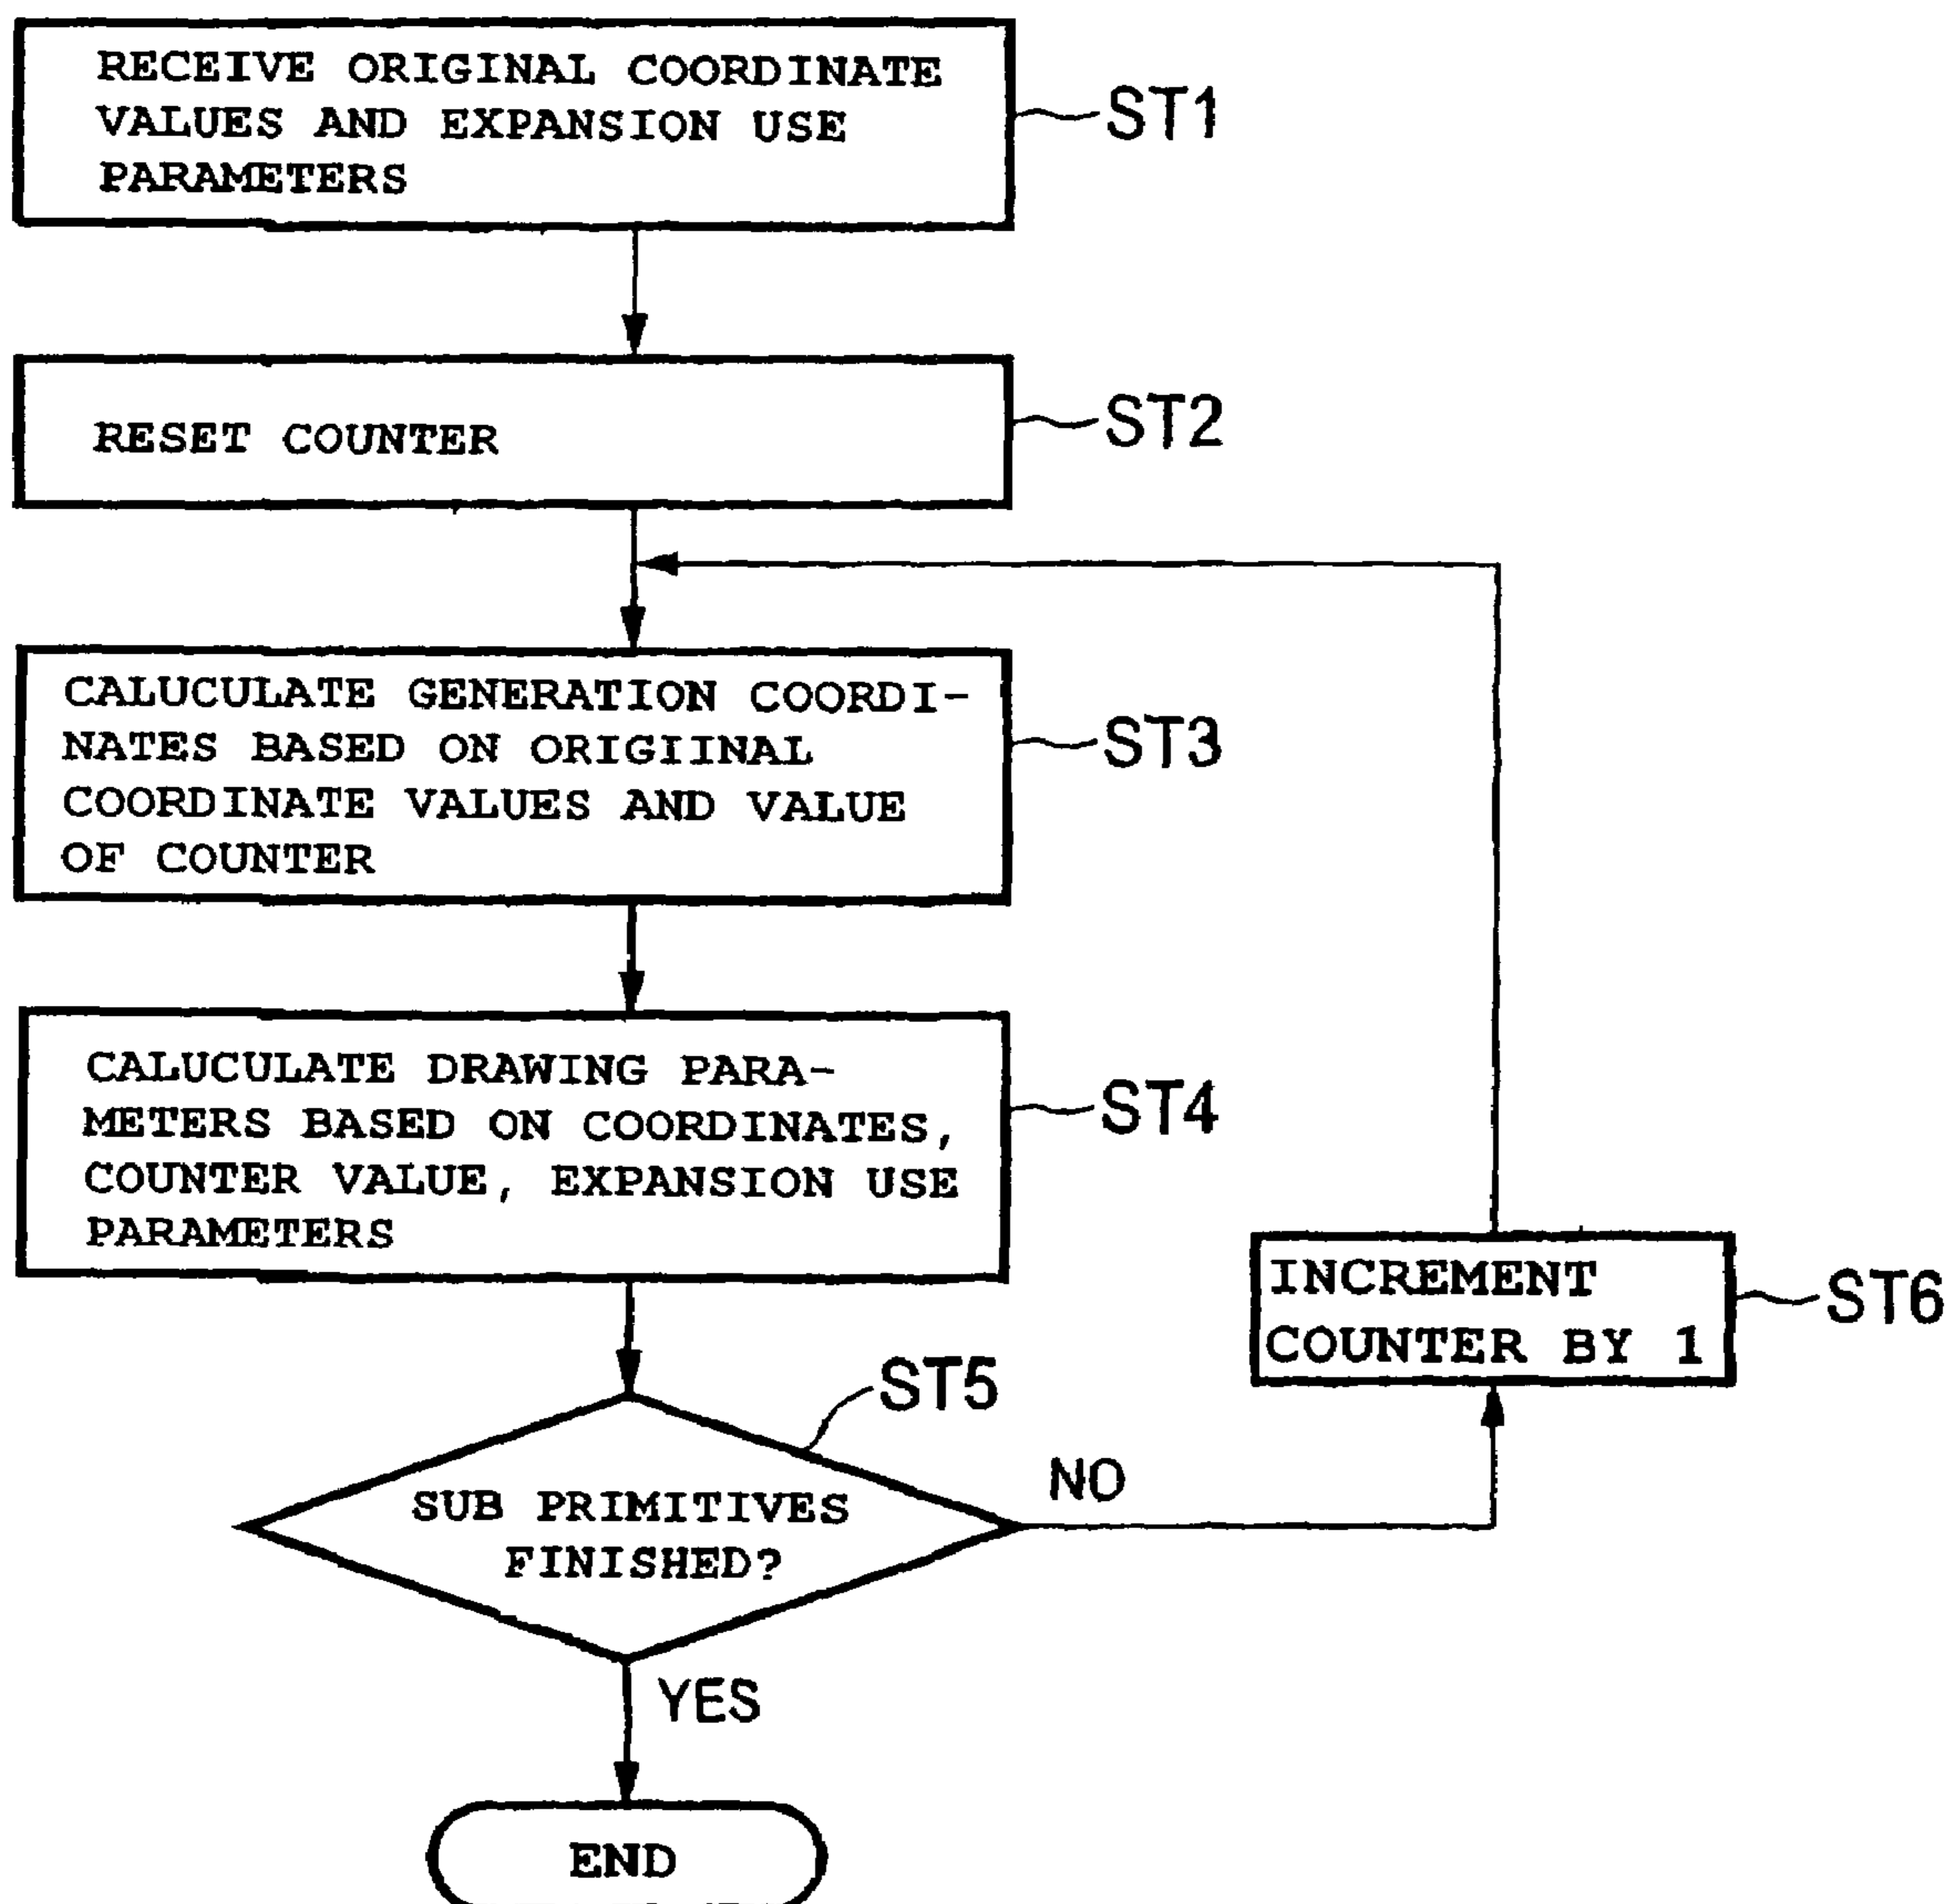 RECEIVE ORIGINAL COORDINATE
VALUES AND EXPANSION USE
PARAMETERS
ST1
RESET COUNTER
ST2
CALUCULATE GENERATION COORDI-
NATES BASED ON ORIGIINAL
COORDINATE VALUES AND VALUE
OF COUNTER
ST3
CALUCULATE DRAWING PARA-
METERS BASED ON COORDINATES,
COUNTER VALUE, EXPANSION USE
PARAMETERS
ST4
INCREMENT
COUNTER BY 1
ST6
ST5
SUB PRIMITIVES
FINISHED?
NO
YES
END